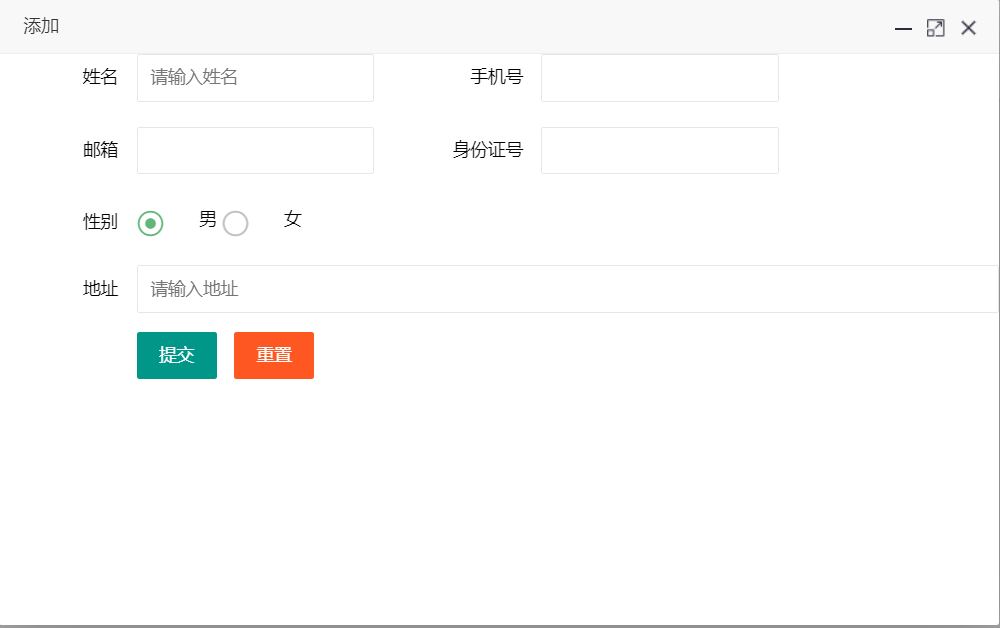 添加
姓名 请输入姓名 手机号
邮箱 身份证号
性别 男 女
地址 请输入地址
提交 重置